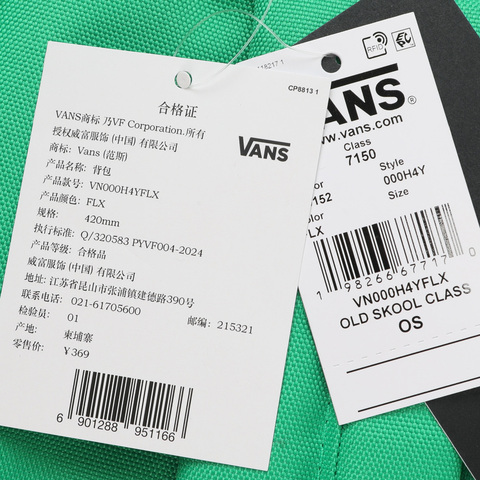 合格证
CP8813 1
VANS商标 乃VF Corporation.所有
授权威富服饰 (中国) 有限公司
商标: Vans (范斯)
产品名称: 背包
产品款号: VN000H4YFLX
产品颜色: FLX
规格: 420mm
执行标准: Q/320583 PYVF004-2024
产品等级: 合格品
威富服饰 (中国) 有限公司
地址: 江苏省昆山市张浦镇建德路390号
联系电话: 021-61705600
检验员: 01 邮编: 215321
产地: 柬埔寨
零售价: ¥369
6 901288 951166
VANS
RFID
VANS®
www.vans.com
Class
7150
Style
000H4Y
Size
1 98266 67717 0
VN000H4YFLX
OLD SKOOL CLASS
OS